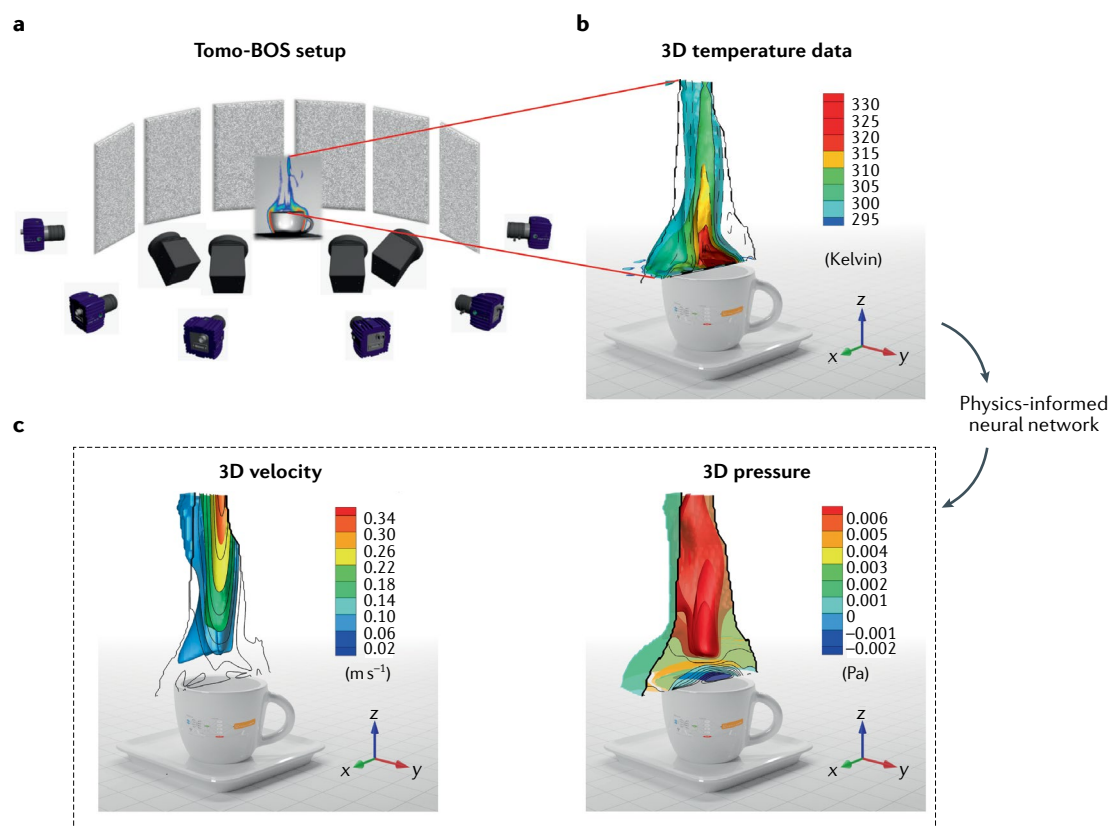 a
Tomo-BOS setup
b
3D temperature data
330
325
320
315
310
305
300
295
(Kelvin)
z
x
y
Physics-informed
neural network
c
3D velocity
0.34
0.30
0.26
0.22
0.18
0.14
0.10
0.06
0.02
(m s⁻¹)
z
x
y
3D pressure
0.006
0.005
0.004
0.003
0.002
0.001
0
−0.001
−0.002
(Pa)
z
x
y